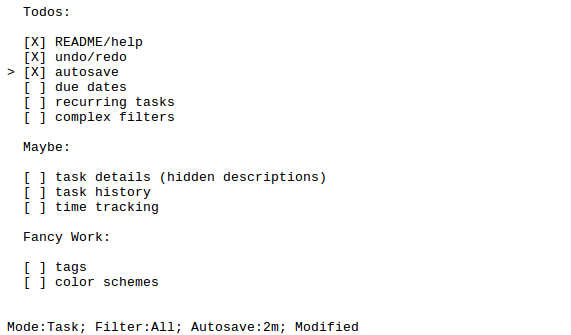 Todos:
[X] README/help
[X] undo/redo
> [X] autosave
[ ] due dates
[ ] recurring tasks
[ ] complex filters
Maybe:
[ ] task details (hidden descriptions)
[ ] task history
[ ] time tracking
Fancy Work:
[ ] tags
[ ] color schemes
Mode:Task; Filter:All; Autosave:2m; Modified